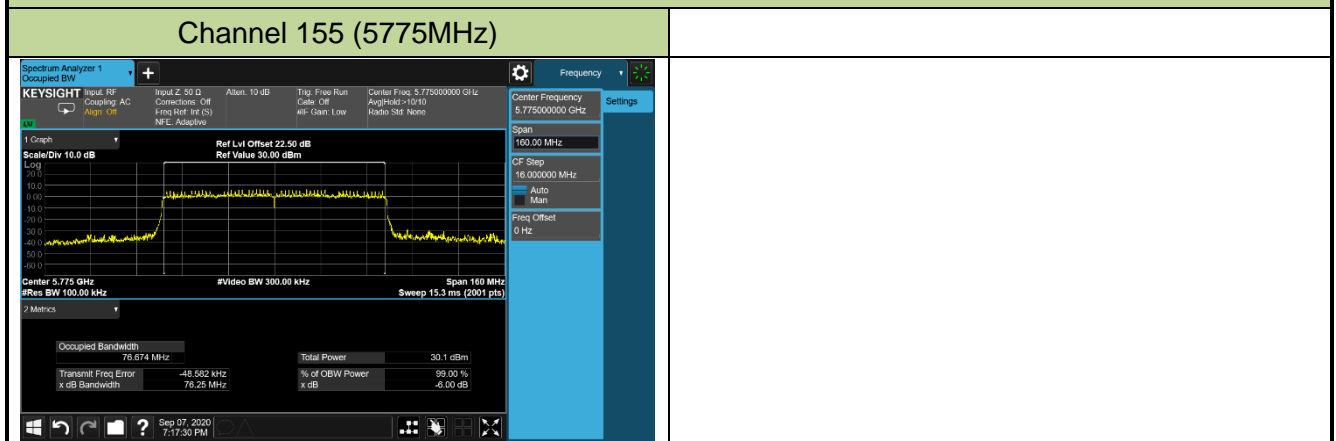 Channel 155 (5775MHz)
Spectrum Analyzer 1
Occupied BW
Frequency
KEYSIGHT
Input: RF
Coupling: AC
Align: Off
Input Z: 50 Ω
Corrections: Off
Freq Ref: Int (S)
NFE: Adaptive
Atten: 10 dB
Trig: Free Run
Gate: Off
#IF Gain: Low
Center Freq: 5.775000000 GHz
Avg|Hold:>10/10
Radio Std: None
Center Frequency
5.775000000 GHz
Settings
Span
160.00 MHz
CF Step
16.000000 MHz
Auto
Man
Freq Offset
0 Hz
1 Graph
Scale/Div 10.0 dB
Ref Lvl Offset 22.50 dB
Ref Value 30.00 dBm
Log
20.0
10.0
0.00
-10.0
-20.0
-30.0
-40.0
-50.0
-60.0
Center 5.775 GHz
#Video BW 300.00 kHz
Span 160 MHz
#Res BW 100.00 kHz
Sweep 15.3 ms (2001 pts)
2 Metrics
Occupied Bandwidth
76.674 MHz
Total Power 30.1 dBm
Transmit Freq Error -48.582 kHz
% of OBW Power 99.00 %
x dB Bandwidth 76.25 MHz
x dB -6.00 dB
?
Sep 07, 2020
7:17:30 PM